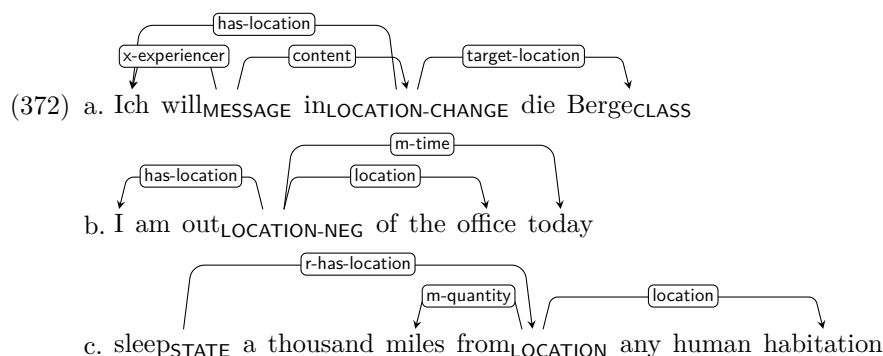 has-location
x-experiencer content target-location
(372) a. Ich willMESSAGE inLOCATION-CHANGE die BergeCLASS
m-time
has-location location
b. I am outLOCATION-NEG of the office today
r-has-location
m-quantity location
c. sleepSTATE a thousand miles fromLOCATION any human habitation